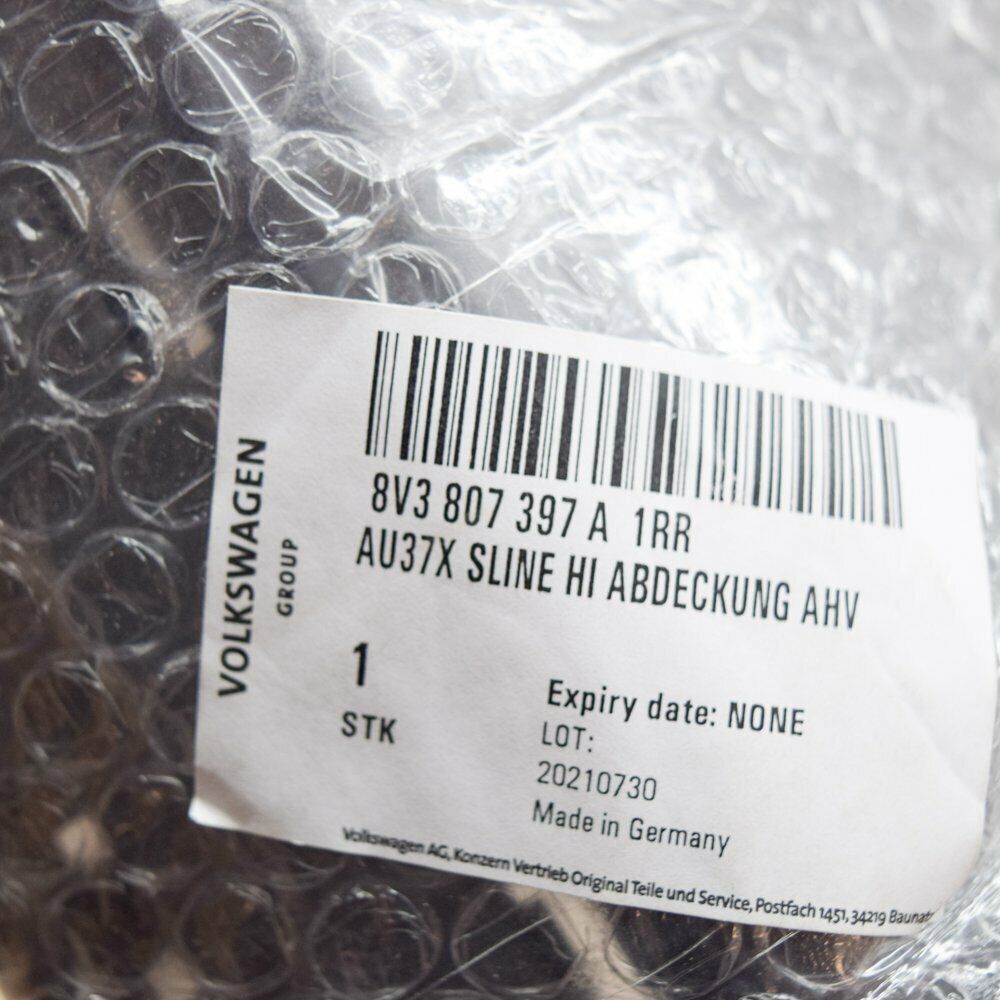 VOLKSWAGEN
GROUP
8V3 807 397 A 1RR
AU37X SLINE HI ABDECKUNG AHV
1
STK
Expiry date: NONE
LOT:
20210730
Made in Germany
Volkswagen AG, Konzern Vertrieb Original Teile und Service, Postfach 1451, 34219